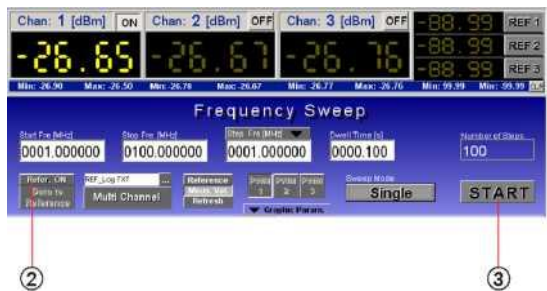 Chan: 1 [dBm] ON Chan: 2 [dBm] OFF Chan: 3 [dBm] OFF -88.99 REF 1
-26.65 -26.67 -26.76 -88.99 REF 2
-88.99 REF 3
Min: -26.90 Max: -26.50 Min: -26.78 Max: -26.67 Min: -26.77 Max: -26.76 Min: 99.99 Min: -99.99 CLR
Frequency Sweep
Start Fre [MHz] Stop Fre [MHz] Step Fre [MHz] Dwell Time [s] Number of Steps
0001.000000 0100.000000 0001.000000 0000.100 100
Refer. ON REF_Log.TXT ... Reference Sweep Mode
Reference Multi Channel Meas. Val. 1 2 3 Single START
Refresh Graphic Param.
2 3